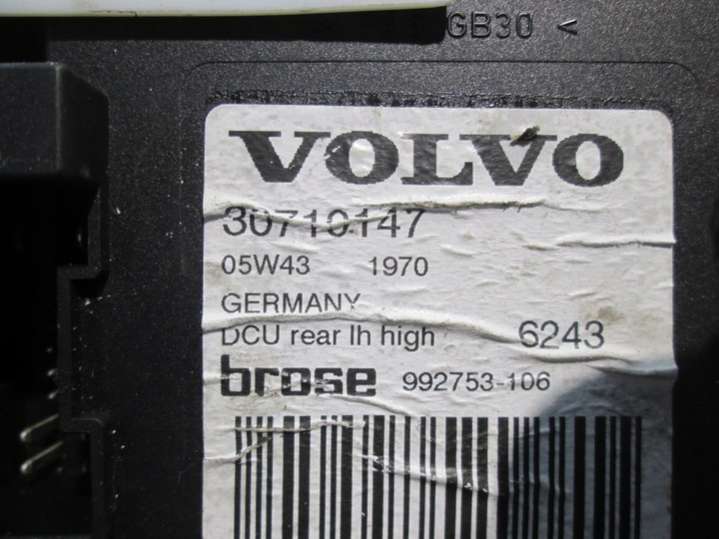 GB30 <
VOLVO
30710147
05W43 1970
GERMANY
DCU rear lh high 6243
brose 992753-106